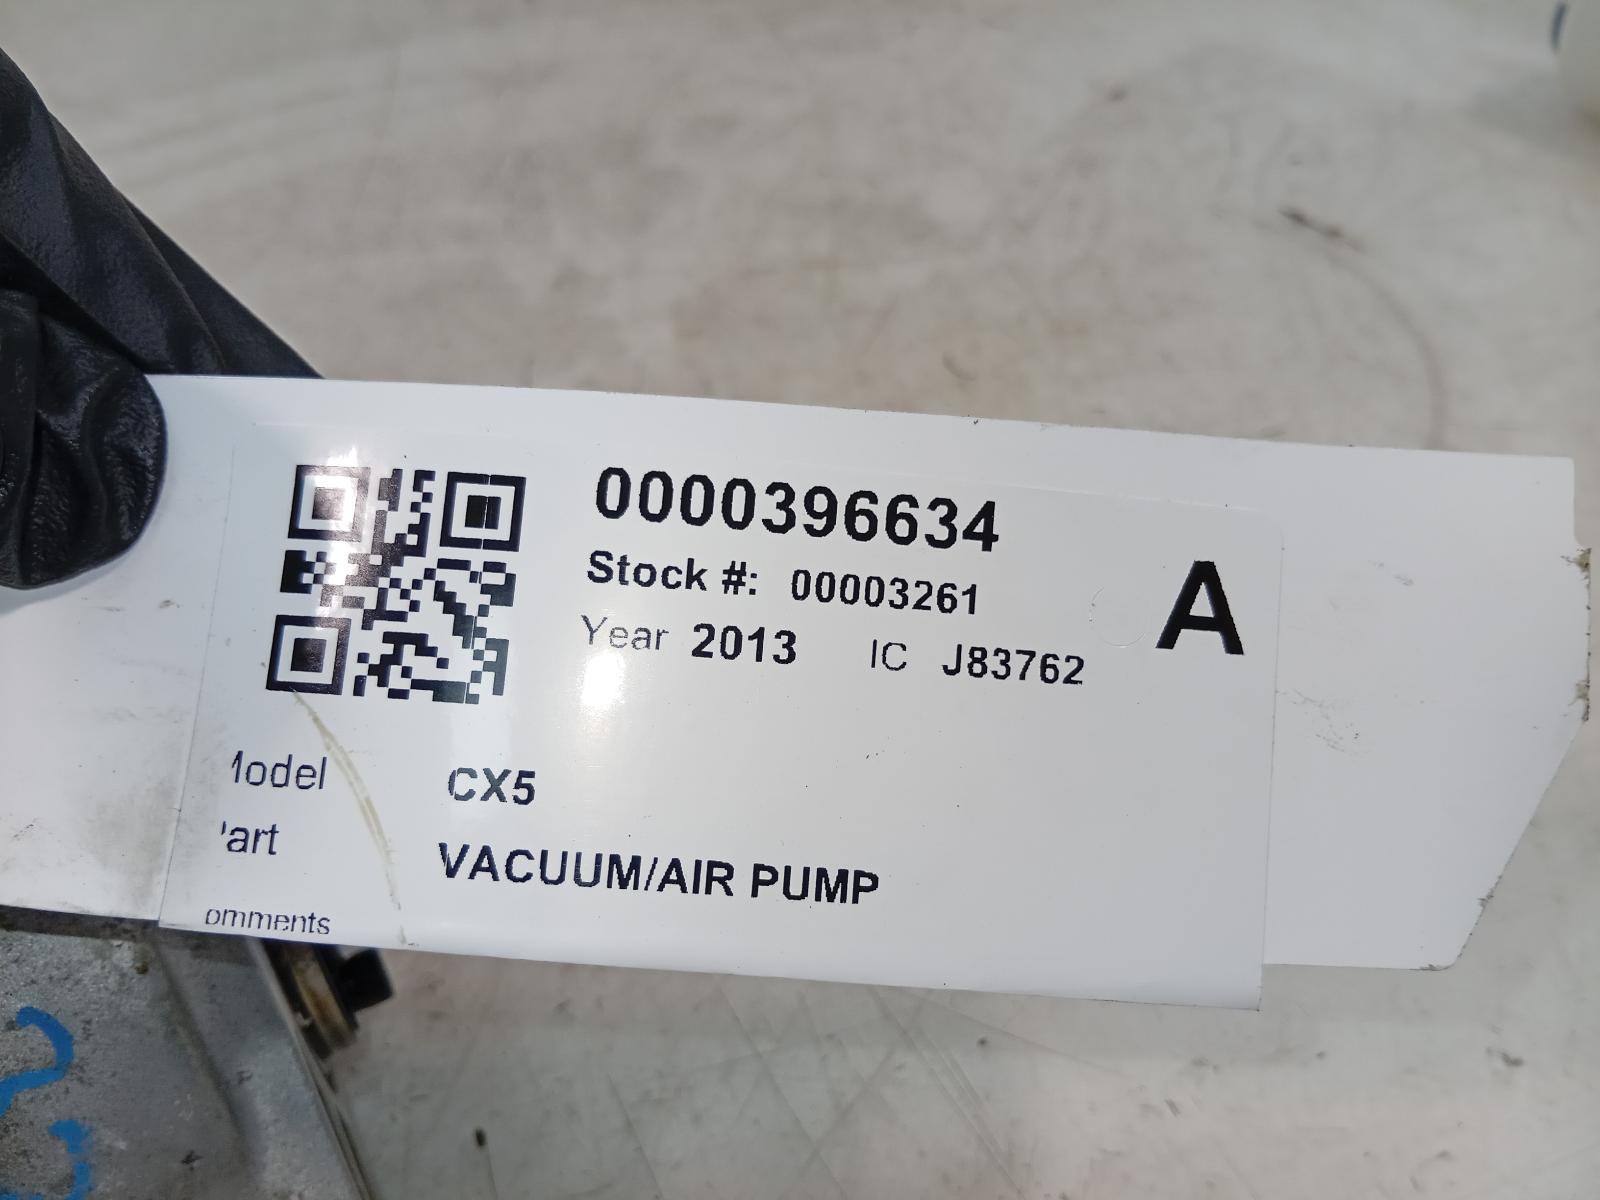 0000396634
Stock #: 00003261
A
Year 2013 IC J83762
Model CX5
Part VACUUM/AIR PUMP
omments